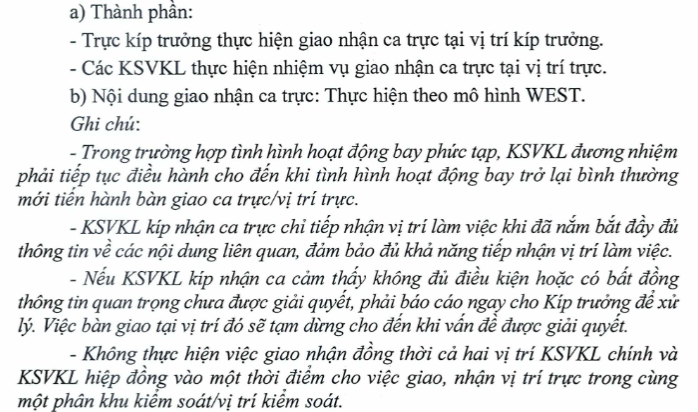 a) Thành phần:
- Trực kíp trưởng thực hiện giao nhận ca trực tại vị trí kíp trưởng.
- Các KSVKL thực hiện nhiệm vụ giao nhận ca trực tại vị trí trực.
b) Nội dung giao nhận ca trực: Thực hiện theo mô hình WEST.
Ghi chú:
- Trong trường hợp tình hình hoạt động bay phức tạp, KSVKL đương nhiệm
phải tiếp tục điều hành cho đến khi tình hình hoạt động bay trở lại bình thường
mới tiến hành bàn giao ca trực/vị trí trực.
- KSVKL kíp nhận ca trực chỉ tiếp nhận vị trí làm việc khi đã nắm bắt đầy đủ
thông tin về các nội dung liên quan, đảm bảo đủ khả năng tiếp nhận vị trí làm việc.
- Nếu KSVKL kíp nhận ca cảm thấy không đủ điều kiện hoặc có bất đồng
thông tin quan trọng chưa được giải quyết, phải báo cáo ngay cho Kíp trưởng để xử
lý. Việc bàn giao tại vị trí đó sẽ tạm dừng cho đến khi vấn đề được giải quyết.
- Không thực hiện việc giao nhận đồng thời cả hai vị trí KSVKL chính và
KSVKL hiệp đồng vào một thời điểm cho việc giao, nhận vị trí trực trong cùng
một phân khu kiểm soát/vị trí kiểm soát.